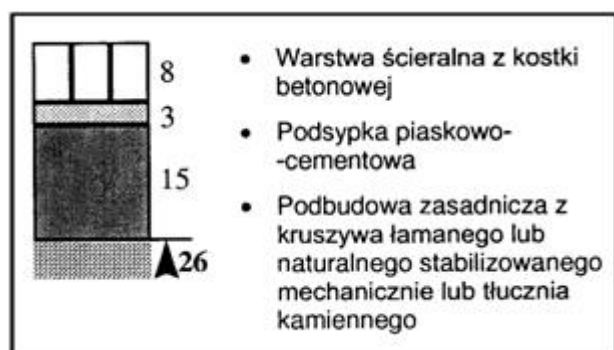 8
3
15
26
• Warstwa ścieralna z kostki
betonowej
• Podsypka piaskowo-
-cementowa
• Podbudowa zasadnicza z
kruszywa łamanego lub
naturalnego stabilizowanego
mechanicznie lub tłucznia
kamiennego